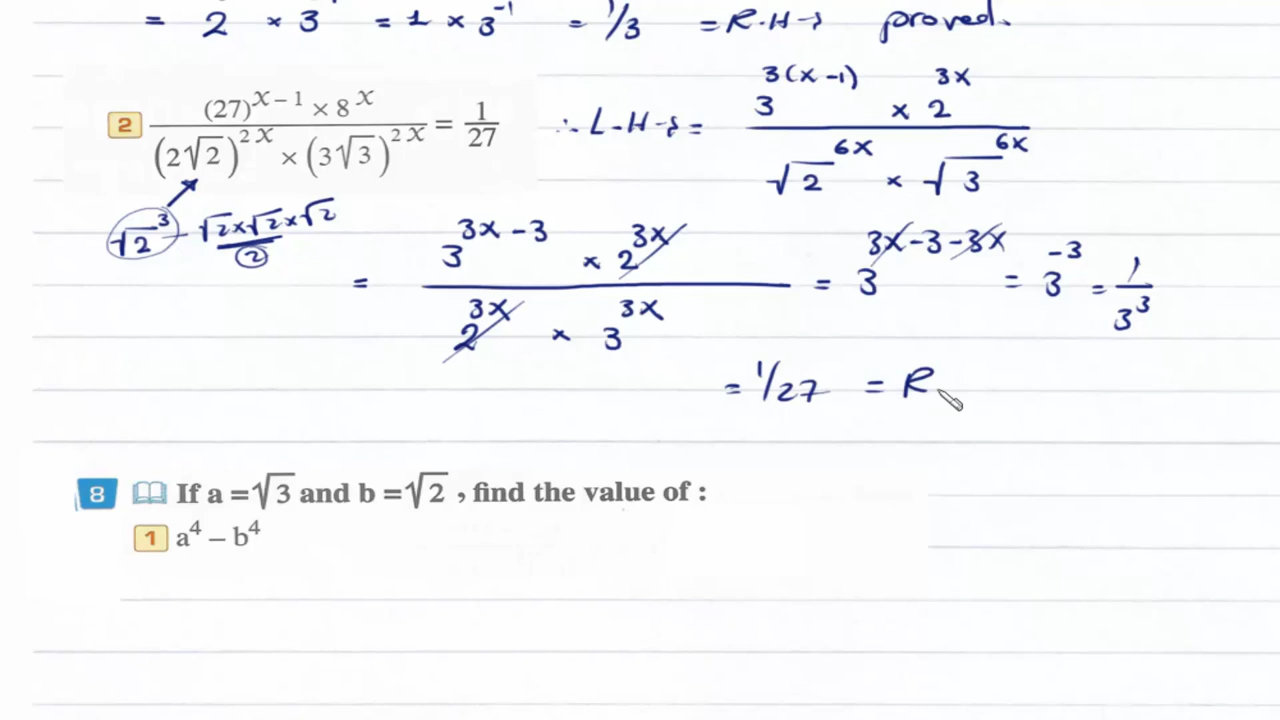 = 2 × 3 = 1 × 3⁻¹ = 1/3 = R.H.s proved.
2 (27)^(x – 1) × 8^x / ((2√2)^(2x) × (3√3)^(2x)) = 1/27 ∴ L.H.s = 3^(3(x-1)) × 2^(3x) / (√2^(6x) × √3^(6x))
√2³ – √2×√2×√2
2
= 3^(3x-3) × 2^(3x) / (2^(3x) × 3^(3x)) = 3^(3x-3-3x) = 3^(-3) = 1/3³
= 1/27 = R
8 If a = √3 and b = √2 , find the value of :
1 a⁴ – b⁴